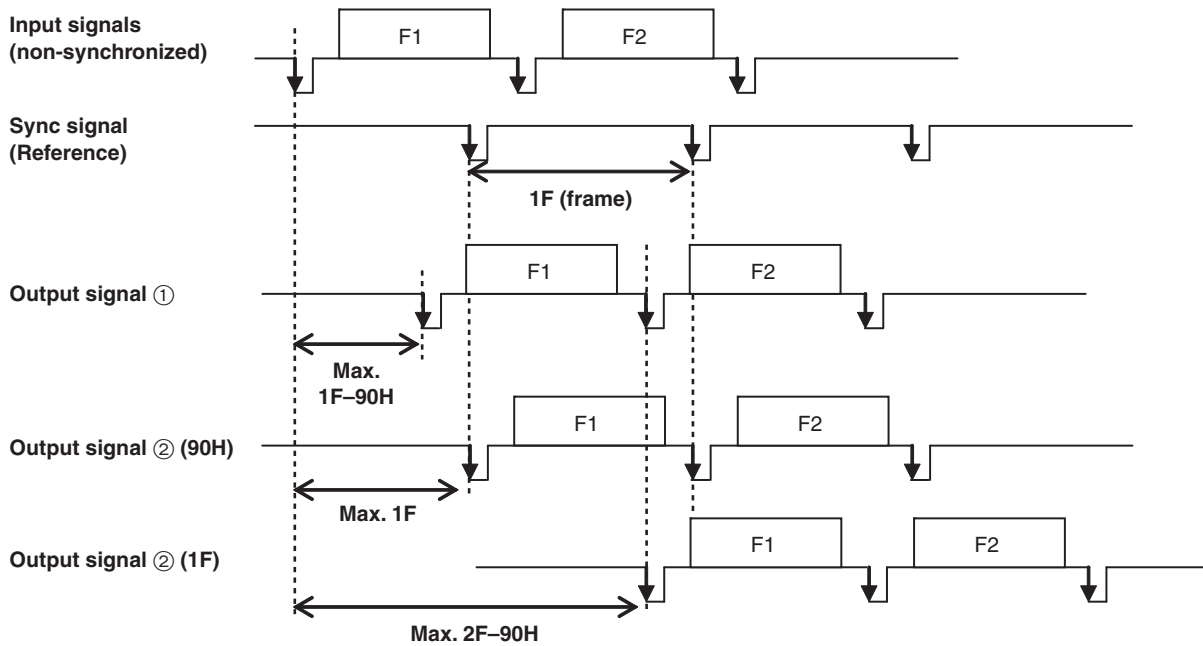 Input signals
(non-synchronized)
F1
F2
Sync signal
(Reference)
1F (frame)
F1
F2
Output signal ①
Max.
1F–90H
F1
F2
Output signal ② (90H)
Max. 1F
F1
F2
Output signal ② (1F)
Max. 2F–90H